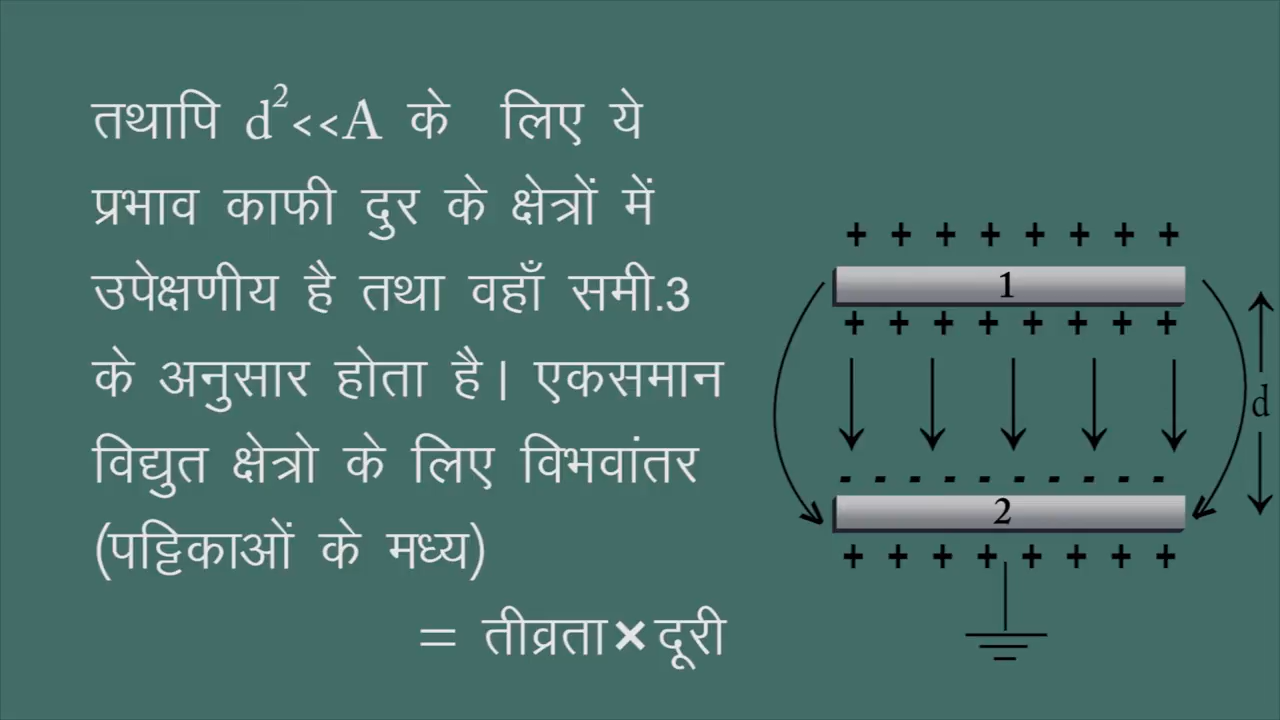 तथापि d²<<A के लिए ये
प्रभाव काफी दुर के क्षेत्रों में
उपेक्षणीय है तथा वहाँ समी.3
के अनुसार होता है। एकसमान
विद्युत क्षेत्रो के लिए विभवांतर
(पट्टिकाओं के मध्य)
= तीव्रता×दूरी
+ + + + + + + +
1
+ + + + + + + +
d
- - - - - - - - - -
2
+ + + + + + + +